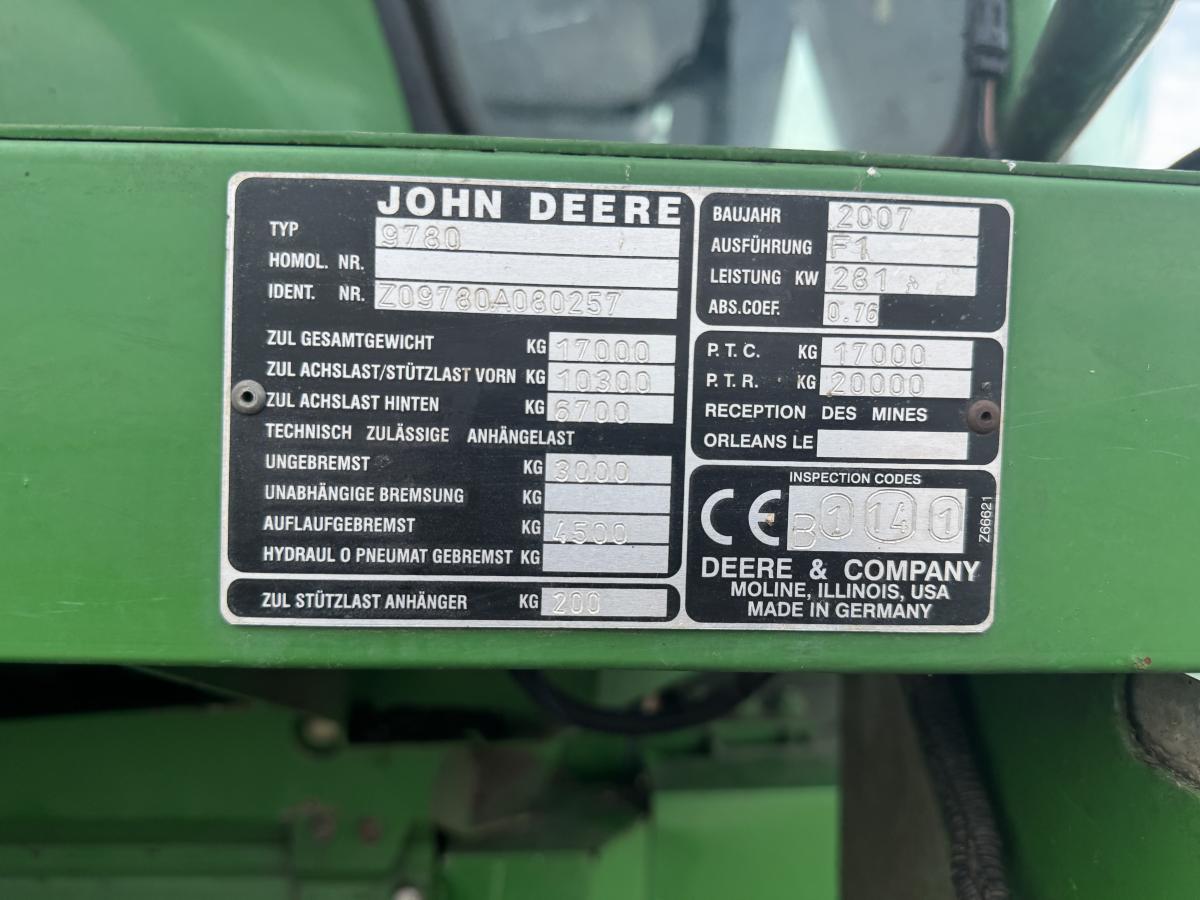 JOHN DEERE
TYP 9780
HOMOL. NR.
IDENT. NR. Z09780A080257
ZUL GESAMTGEWICHT KG 17000
ZUL ACHSLAST/STÜTZLAST VORN KG 10300
ZUL ACHSLAST HINTEN KG 6700
TECHNISCH ZULÄSSIGE ANHÄNGELAST
UNGEBREMST KG 3000
UNABHÄNGIGE BREMSUNG KG
AUFLAUFGEBREMST KG 4500
HYDRAUL O PNEUMAT GEBREMST KG
ZUL STÜTZLAST ANHÄNGER KG 200
BAUJAHR 2007
AUSFÜHRUNG F1
LEISTUNG KW 281
ABS.COEF. 0.76
P.T.C. KG 17000
P.T.R. KG 20000
RECEPTION DES MINES
ORLEANS LE
INSPECTION CODES
CE B 1 14 1
DEERE & COMPANY
MOLINE, ILLINOIS, USA
MADE IN GERMANY
Z66621